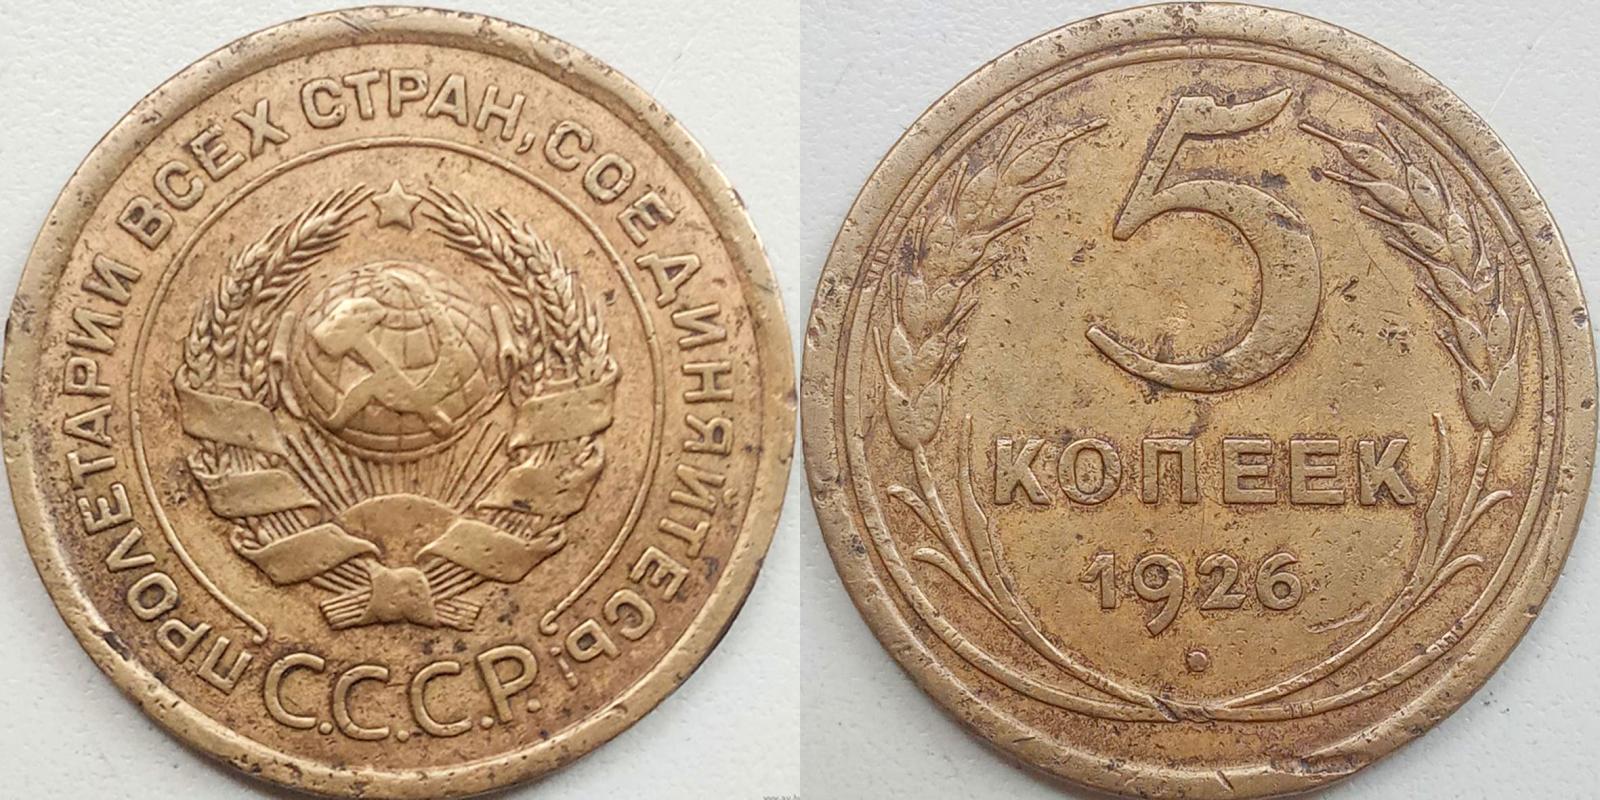 ПРОЛЕТАРИИ ВСЕХ СТРАН, СОЕДИНЯЙТЕСЬ!
С.С.С.Р.
5
КОПЕЕК
1926